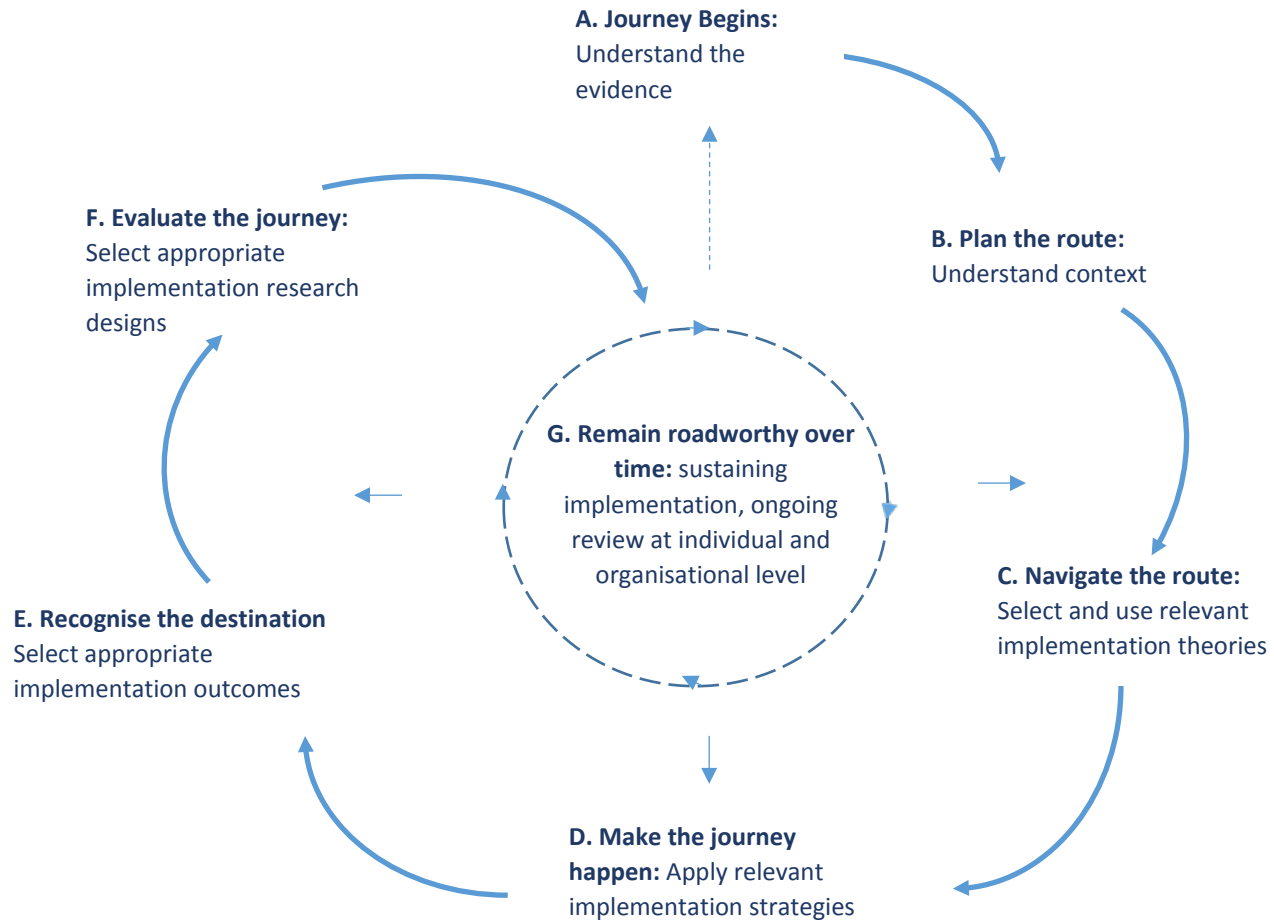 A. Journey Begins:
Understand the
evidence
B. Plan the route:
Understand context
C. Navigate the route:
Select and use relevant
implementation theories
D. Make the journey
happen: Apply relevant
implementation strategies
E. Recognise the destination
Select appropriate
implementation outcomes
F. Evaluate the journey:
Select appropriate
implementation research
designs
G. Remain roadworthy over
time: sustaining
implementation, ongoing
review at individual and
organisational level